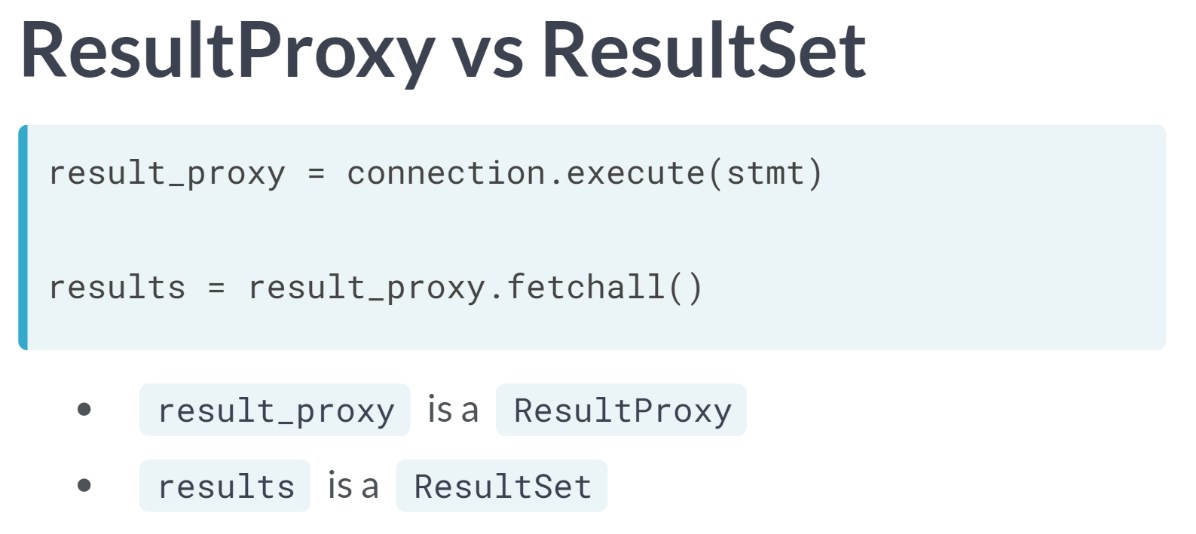 ResultProxy vs ResultSet
result_proxy = connection.execute(stmt)
results = result_proxy.fetchall()
• result_proxy is a ResultProxy
• results is a ResultSet